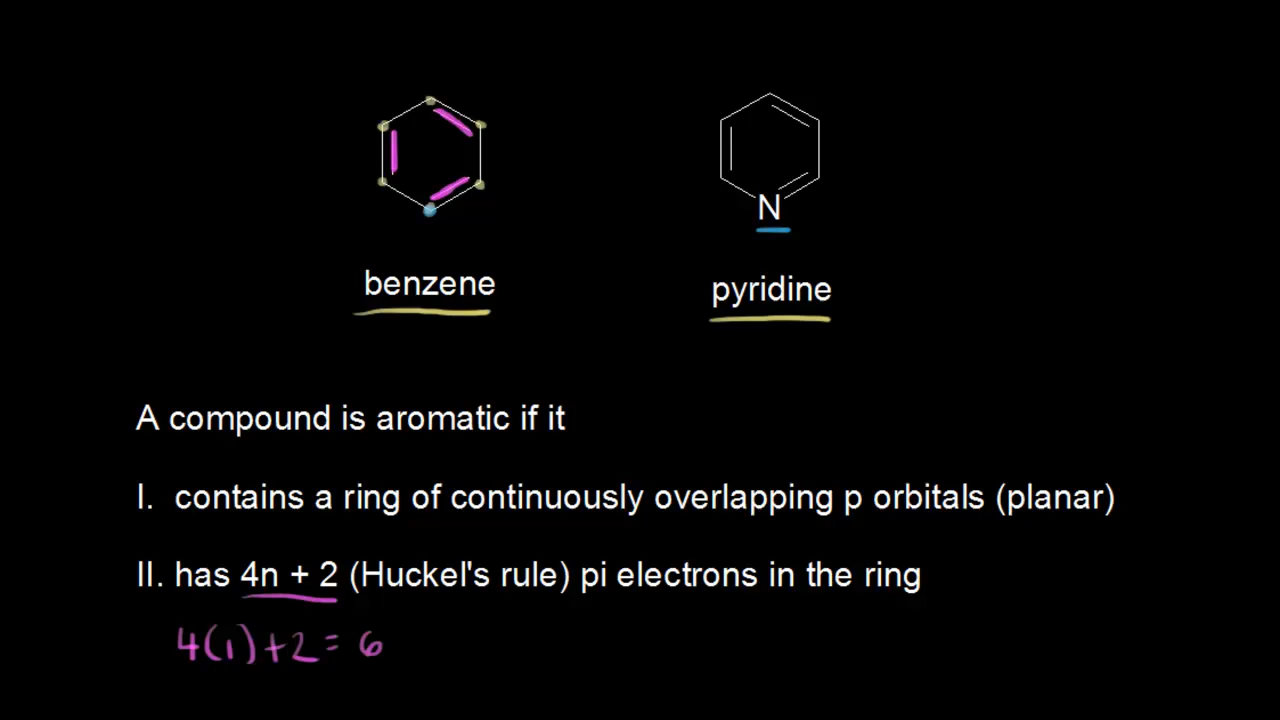 N
benzene
pyridine
A compound is aromatic if it
I. contains a ring of continuously overlapping p orbitals (planar)
II. has 4n + 2 (Huckel's rule) pi electrons in the ring
4(1)+2= 6